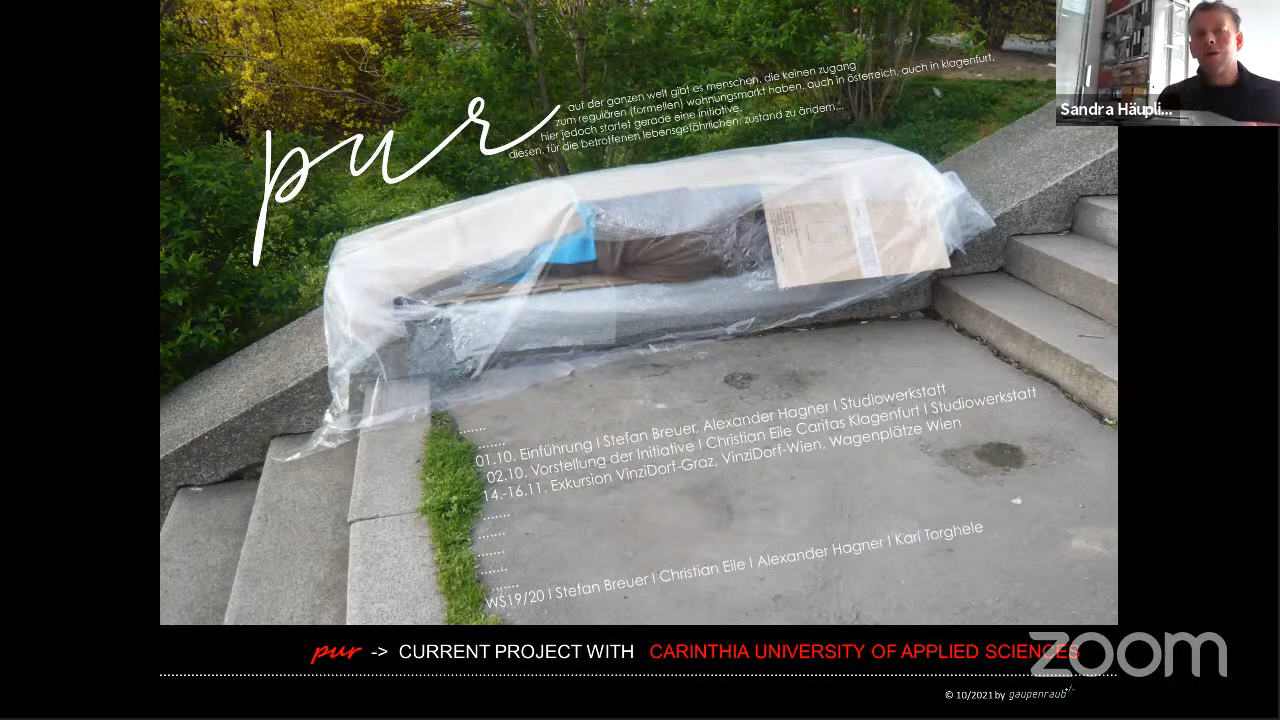 Sandra Häupli...
pur
auf der ganzen welt gibt es menschen, die keinen zugang
zum regulären (formellen) wohnungsmarkt haben. auch in österreich, auch in klagenfurt.
hier jedoch startet gerade eine initiative,
diesen, für die betroffenen lebensgefährlichen, zustand zu ändern...
.......
.......
01.10. Einführung I Stefan Breuer, Alexander Hagner I Studiowerkstatt
02.10. Vorstellung der Initiative I Christian Eile Caritas Klagenfurt I Studiowerkstatt
14.-16.11. Exkursion VinziDorf-Graz, VinziDorf-Wien, Wagenplätze Wien
.......
.......
.......
.......
.......
WS19/20 I Stefan Breuer I Christian Eile I Alexander Hagner I Karl Torghele
pur -> CURRENT PROJECT WITH CARINTHIA UNIVERSITY OF APPLIED SCIENCES
zoom
© 10/2021 by gaupenraub+/-